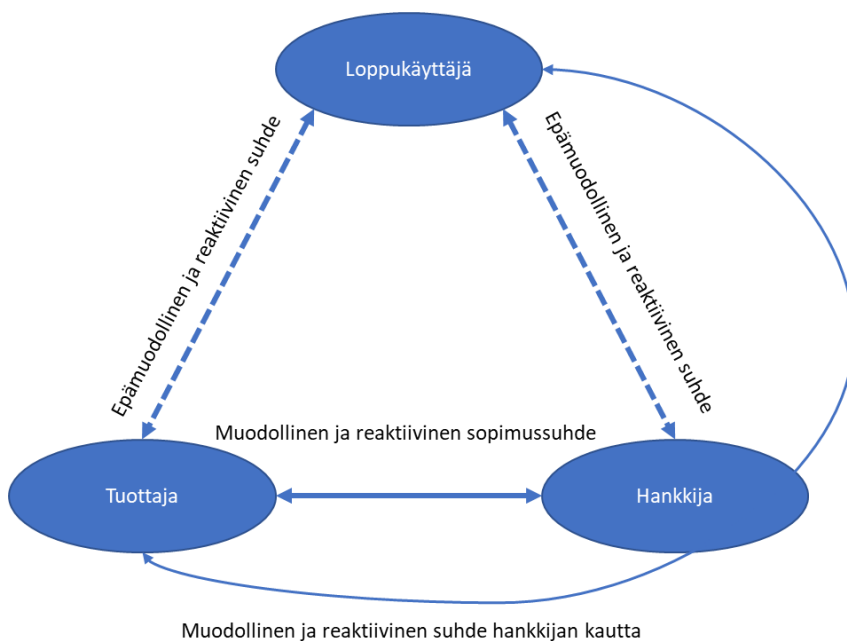 Loppukäyttäjä
Epämuodollinen ja reaktiivinen suhde
Epämuodollinen ja reaktiivinen suhde
Muodollinen ja reaktiivinen sopimussuhde
Tuottaja
Hankkija
Muodollinen ja reaktiivinen suhde hankkijan kautta